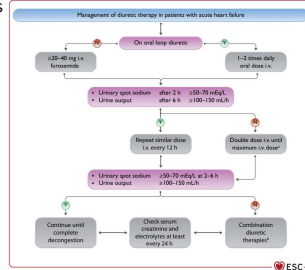 S
Management of diuretic therapy in patients with acute heart failure
N
On oral loop diuretic
Y
≥20–40 mg i.v.
furosemide
1–2 times daily
oral dose i.v.
• Urinary spot sodium after 2 h ≥50–70 mEq/L
• Urine output after 6 h ≥100–150 mL/h
Y
N
Repeat similar dose
i.v. every 12 h
Double dose i.v. until
maximum i.v. doseᵃ
• Urinary spot sodium ≥50–70 mEq/L at 2–6 h
• Urine output ≥100–150 mL/h
Y
N
Continue until
complete
decongestion
Check serum
creatinine and
electrolytes at least
every 24 h
Combination
diuretic
therapiesᵇ
ESC